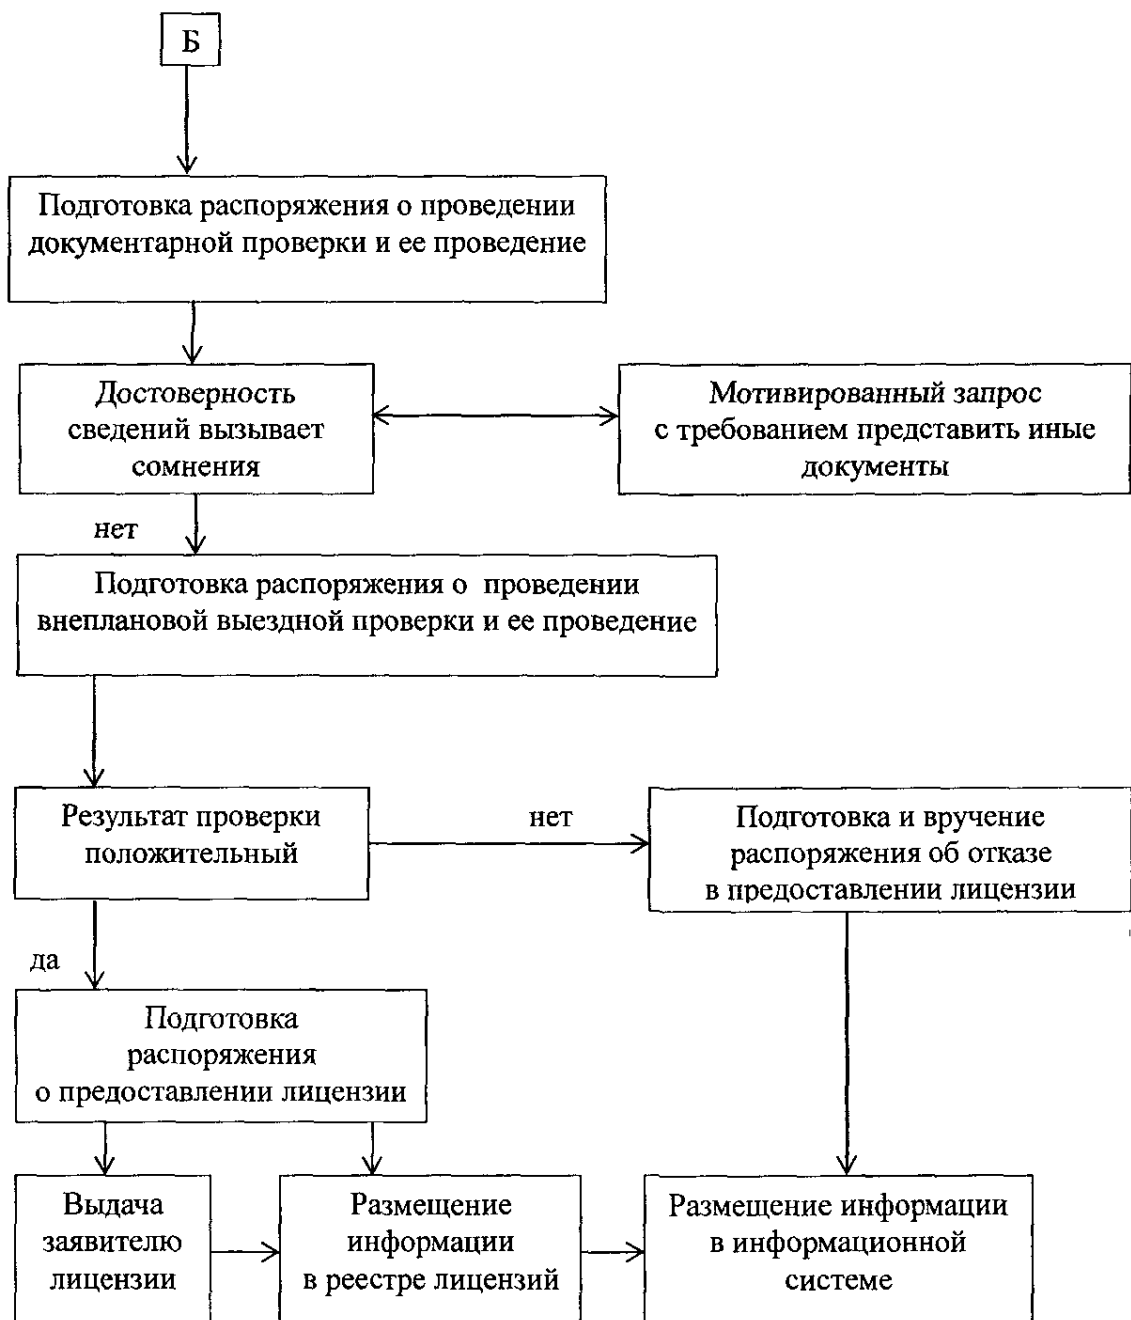 Б
Подготовка распоряжения о проведении
документарной проверки и ее проведение
Достоверность
сведений вызывает
сомнения
Мотивированный запрос
с требованием представить иные
документы
нет
Подготовка распоряжения о проведении
внеплановой выездной проверки и ее проведение
Результат проверки
положительный
нет
Подготовка и вручение
распоряжения об отказе
в предоставлении лицензии
да
Подготовка
распоряжения
о предоставлении лицензии
Выдача
заявителю
лицензии
Размещение
информации
в реестре лицензий
Размещение информации
в информационной
системе